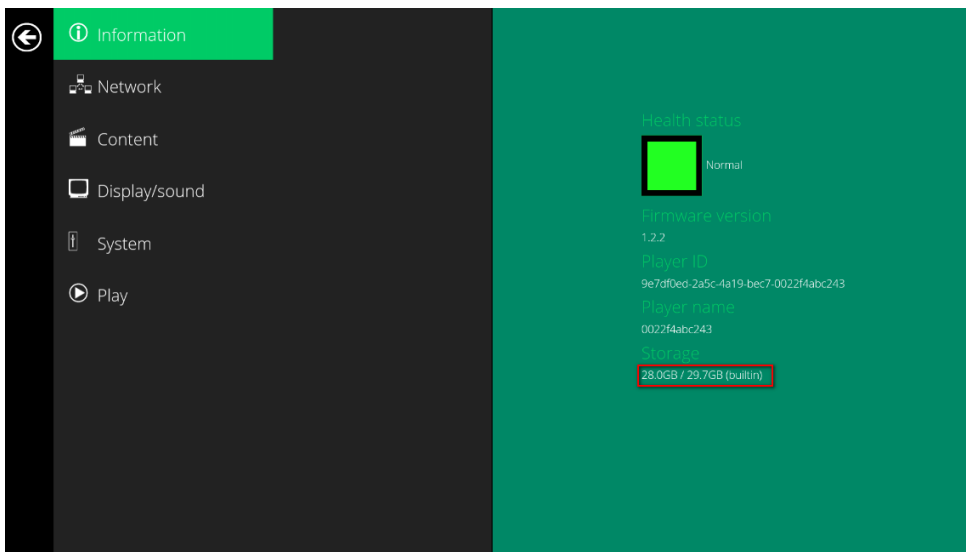 Information
Network
Content
Display/sound
System
Play
Health status
Normal
Firmware version
1.2.2
Player ID
9e7df0ed-2a5c-4a19-bec7-0022f4abc243
Player name
0022f4abc243
Storage
28.0GB / 29.7GB (builtin)